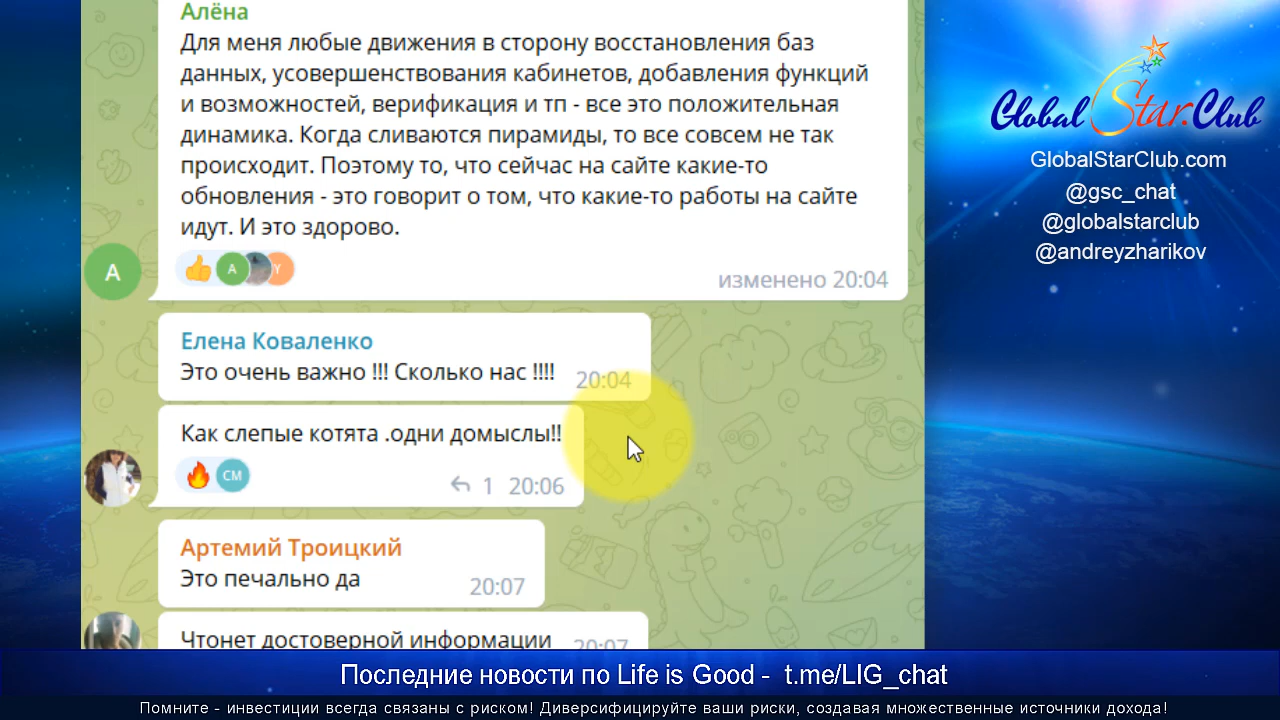 Алёна
Для меня любые движения в сторону восстановления баз
данных, усовершенствования кабинетов, добавления функций
и возможностей, верификация и тп - все это положительная
динамика. Когда сливаются пирамиды, то все совсем не так
происходит. Поэтому то, что сейчас на сайте какие-то
обновления - это говорит о том, что какие-то работы на сайте
идут. И это здорово.
A
A
Y
изменено 20:04
Елена Коваленко
Это очень важно !!! Сколько нас !!!!
20:04
Как слепые котята .одни домыслы!!
СМ
1 20:06
Артемий Троицкий
Это печально да
20:07
Чтонет достоверной информации
20:07
Global Star.Club
GlobalStarClub.com
@gsc_chat
@globalstarclub
@andreyzharikov
Последние новости по Life is Good - t.me/LIG_chat
Помните - инвестиции всегда связаны с риском! Диверсифицируйте ваши риски, создавая множественные источники дохода!